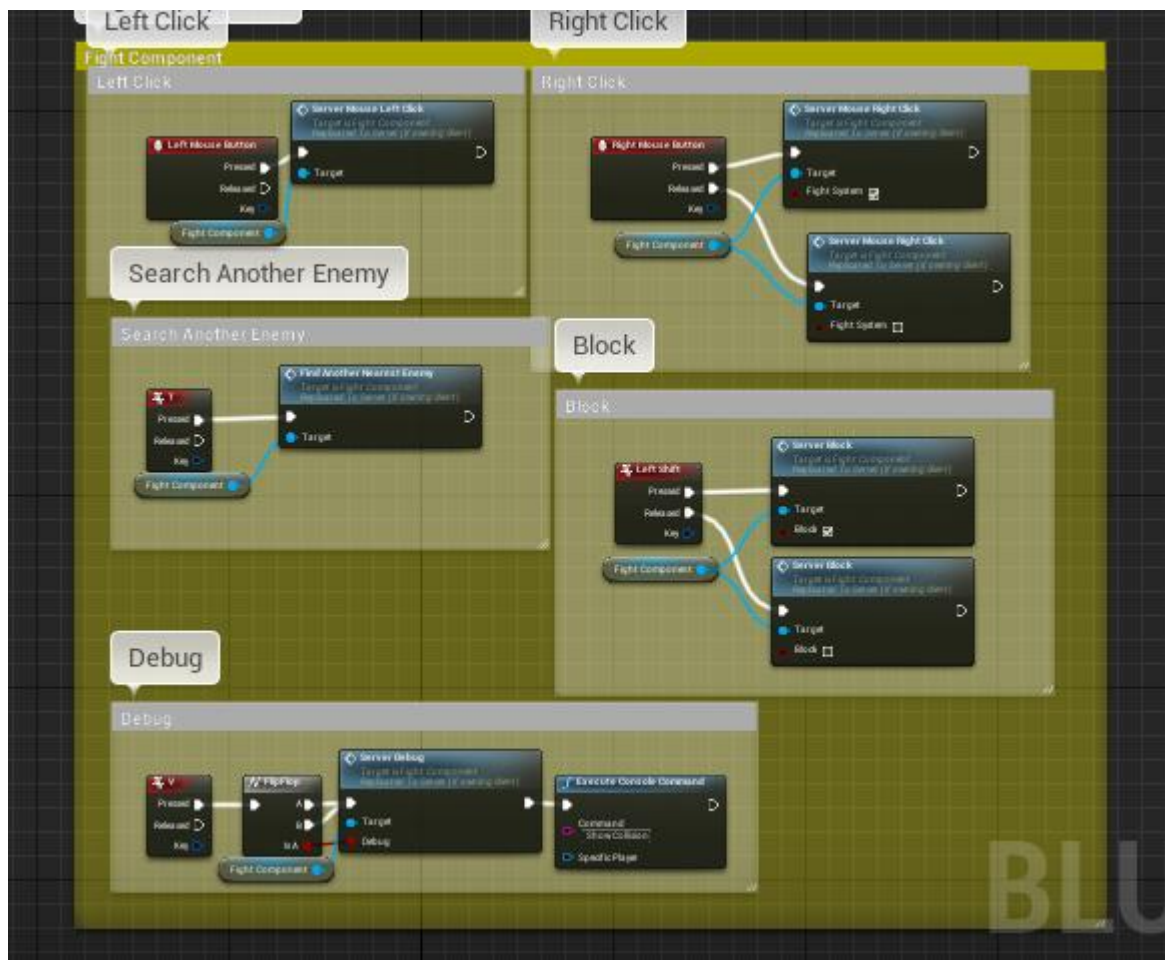 Left Click
Right Click
Fight Component
Left Click
Right Click
Left Mouse Button
Pressed
Released
Key
Fight Component
Server Mouse Left Click
Target is Fight Component
Replicated To Server (if owning client)
Target
Right Mouse Button
Pressed
Released
Key
Fight Component
Server Mouse Right Click
Target is Fight Component
Replicated To Server (if owning client)
Target
Fight System
Server Mouse Right Click
Target is Fight Component
Replicated To Server (if owning client)
Target
Fight System
Search Another Enemy
Search Another Enemy
Pressed
Released
Key
Fight Component
Find Another Nearest Enemy
Target is Fight Component
Replicated To Server (if owning client)
Target
Block
Block
Left Shift
Pressed
Released
Key
Fight Component
Server Block
Target is Fight Component
Replicated To Server (if owning client)
Target
Block
Server Block
Target is Fight Component
Replicated To Server (if owning client)
Target
Block
Debug
Debug
V
Pressed
Released
Key
FlipFlop
A
B
Is A
Fight Component
Server Debug
Target is Fight Component
Replicated To Server (if owning client)
Target
Debug
Execute Console Command
Command
Show Collision
Specific Player
BLU